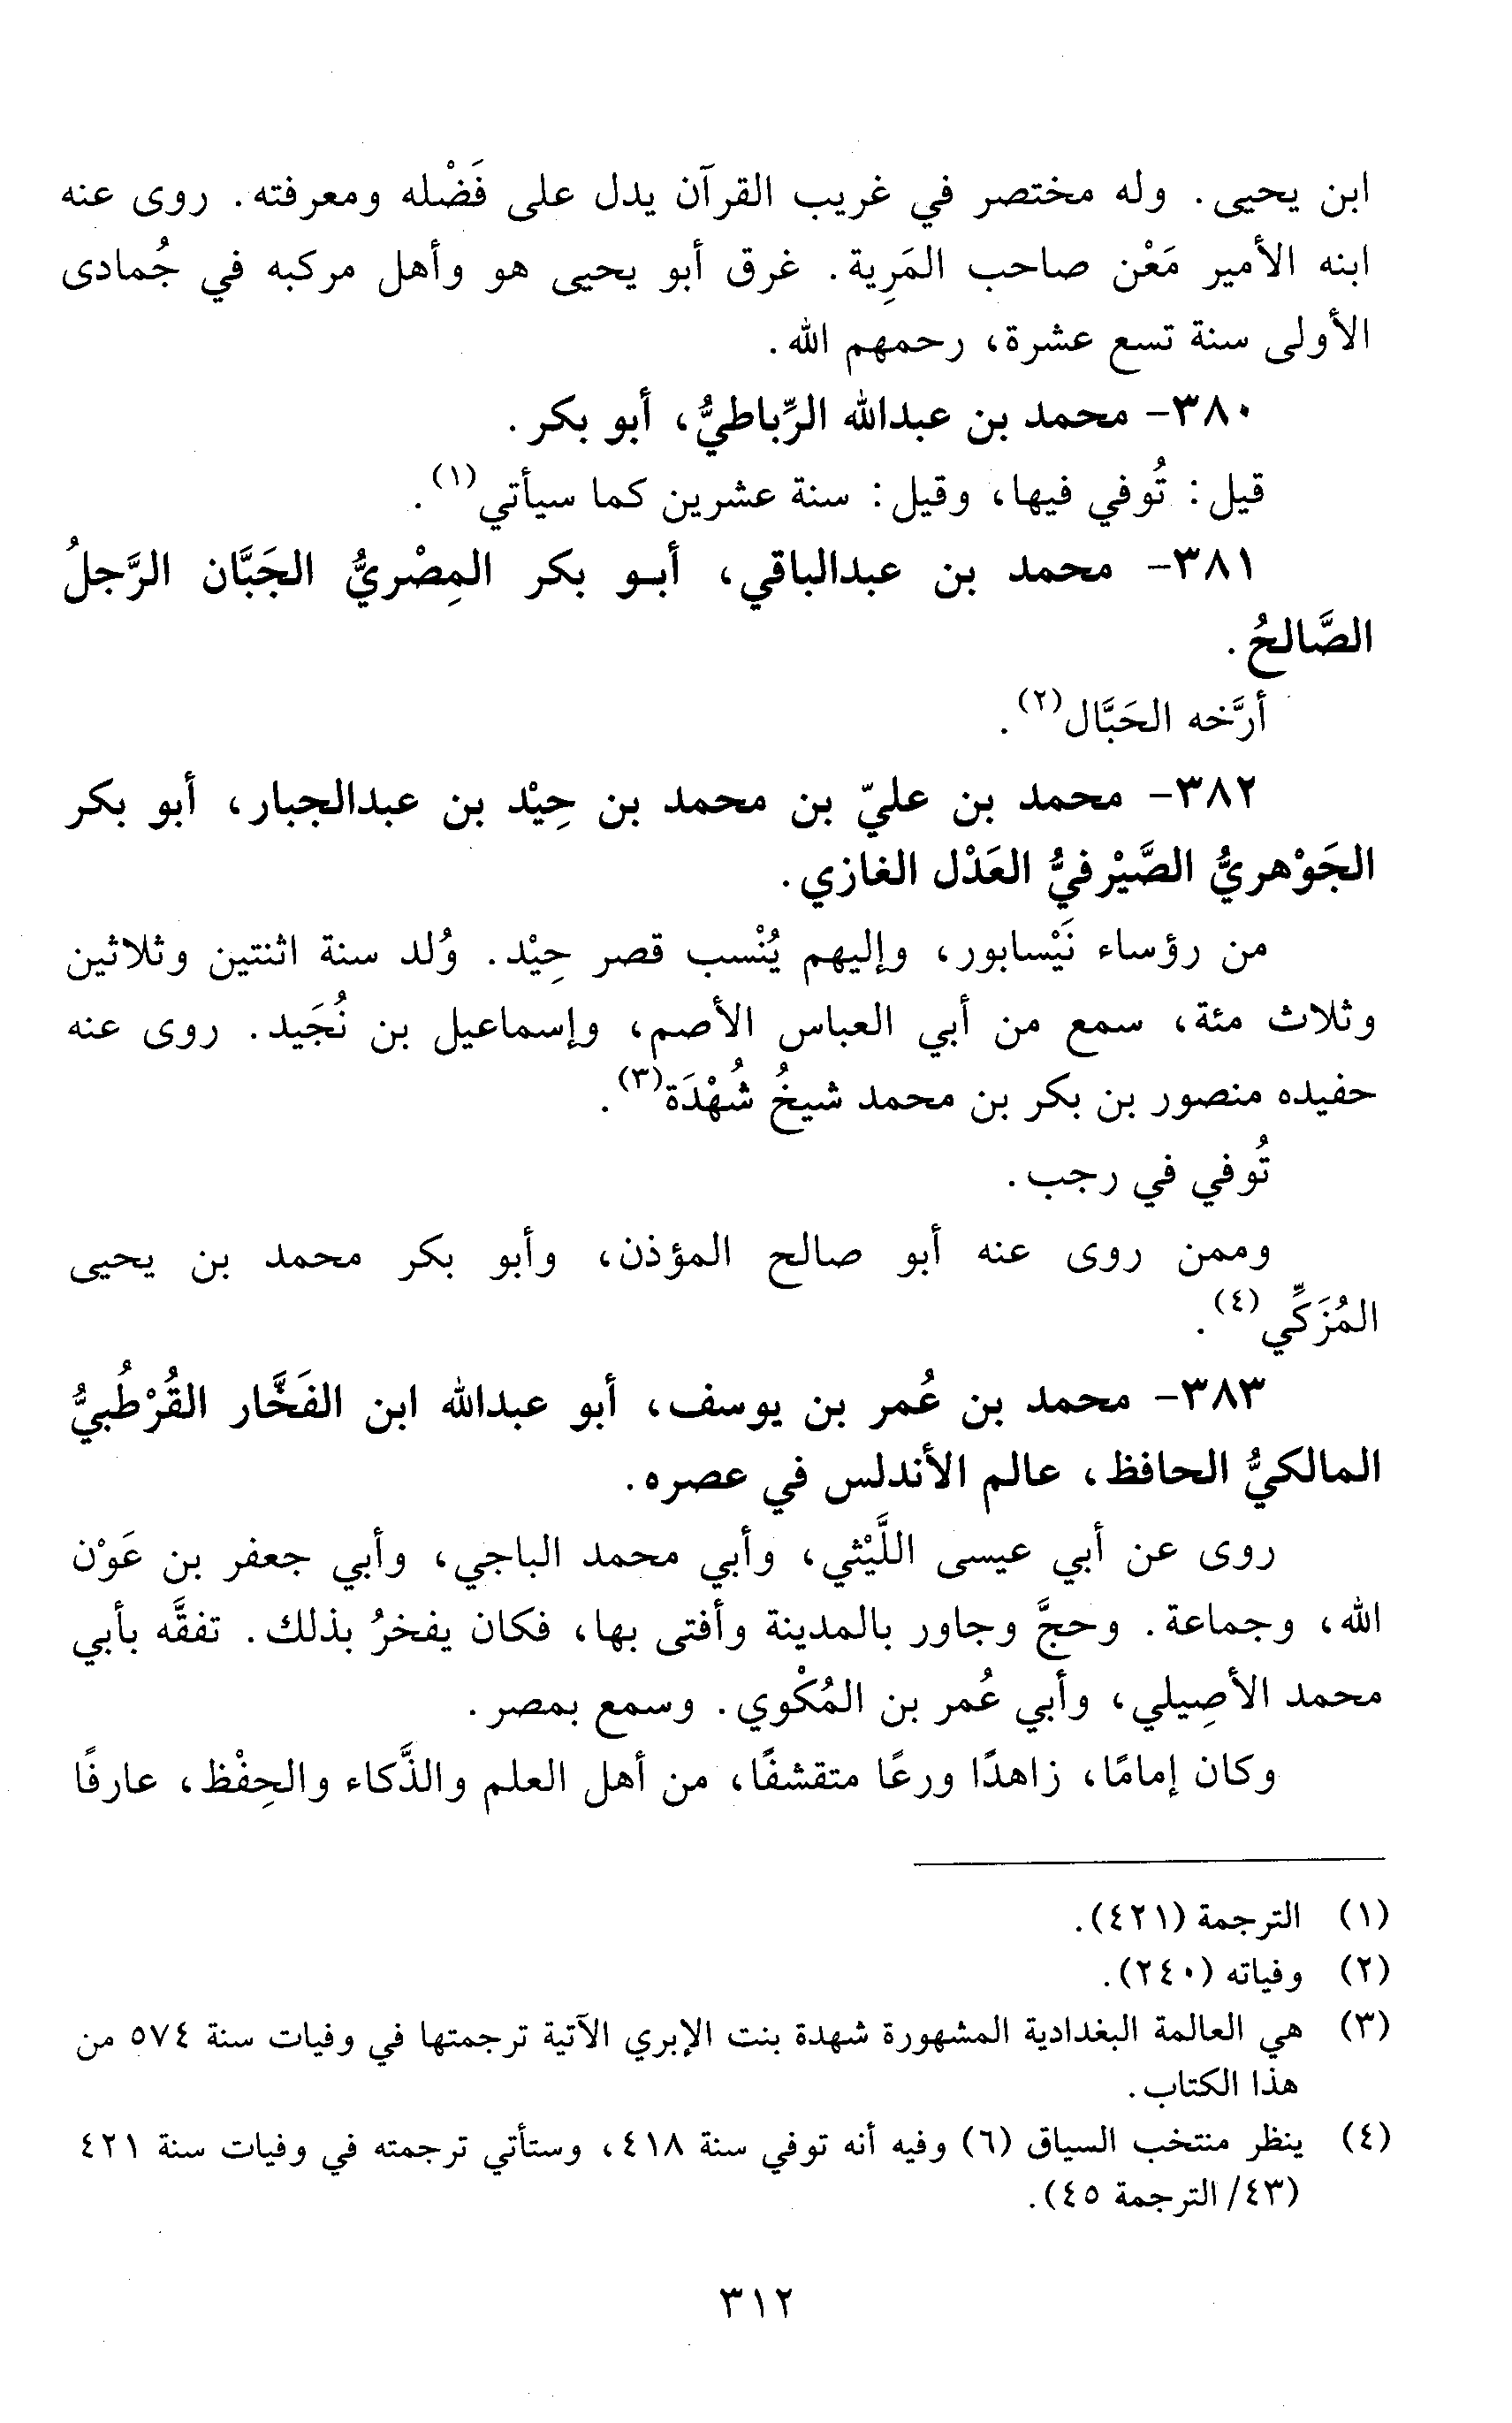 ابن يحيى. وله مختصر في غريب القرآن يدل على فَضْله ومعرفته. روى عنه
ابنه الأمير مَعْن صاحب المَرِية. غرق أبو يحيى هو وأهل مركبه في جُمادى
الأولى سنة تسع عشرة، رحمهم الله.
٣٨٠- محمد بن عبدالله الرِّباطيُّ، أبو بكر.
قيل: تُوفي فيها، وقيل: سنة عشرين كما سيأتي(١).
٣٨١- محمد بن عبدالباقي، أبو بكر المِصْريُّ الجَبَّان الرَّجلُ
الصَّالحُ.
أرَّخه الحَبَّال(٢).
٣٨٢- محمد بن عليّ بن محمد بن حِيْد بن عبدالجبار، أبو بكر
الجَوْهريُّ الصَّيْرفيُّ العَدْل الغازي.
من رؤساء نَيْسابور، وإليهم يُنْسب قصر حِيْد. وُلد سنة اثنتين وثلاثين
وثلاث مئة، سمع من أبي العباس الأصم، وإسماعيل بن نُجَيد. روى عنه
حفيده منصور بن بكر بن محمد شيخُ شُهْدَة(٣).
تُوفي في رجب.
وممن روى عنه أبو صالح المؤذن، وأبو بكر محمد بن يحيى
المُزَكِّي(٤).
٣٨٣- محمد بن عُمر بن يوسف، أبو عبدالله ابن الفَخَّار القُرْطُبيُّ
المالكيُّ الحافظ، عالم الأندلس في عصره.
روى عن أبي عيسى اللَّيْثي، وأبي محمد الباجي، وأبي جعفر بن عَوْن
الله، وجماعة. وحجَّ وجاور بالمدينة وأفتى بها، فكان يفخرُ بذلك. تفقَّه بأبي
محمد الأصِيلي، وأبي عُمر بن المُكْوي. وسمع بمصر.
وكان إمامًا، زاهدًا ورعًا متقشفًا، من أهل العلم والذَّكاء والحِفْظ، عارفًا
(١) الترجمة (٤٢١).
(٢) وفياته (٢٤٠).
(٣) هي العالمة البغدادية المشهورة شهدة بنت الإبري الآتية ترجمتها في وفيات سنة ٥٧٤ من
هذا الكتاب.
(٤) ينظر منتخب السياق (٦) وفيه أنه توفي سنة ٤١٨، وستأتي ترجمته في وفيات سنة ٤٢١
(٤٣/ الترجمة ٤٥).
٣١٢